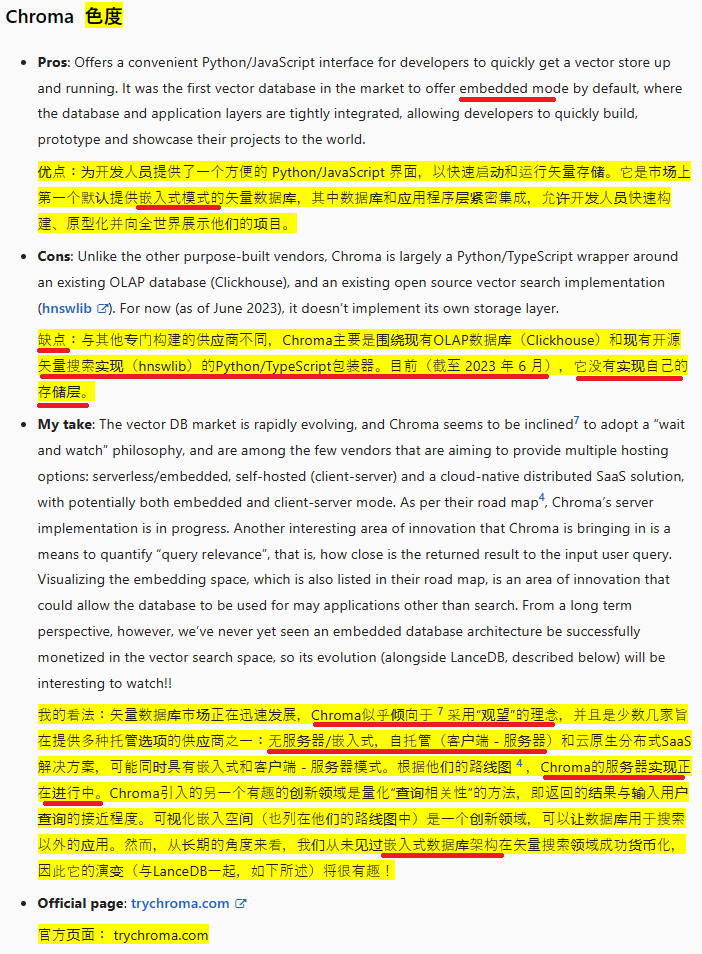 Chroma 色度
Pros: Offers a convenient Python/JavaScript interface for developers to quickly get a vector store up
and running. It was the first vector database in the market to offer embedded mode by default, where
the database and application layers are tightly integrated, allowing developers to quickly build,
prototype and showcase their projects to the world.
优点：为开发人员提供了一个方便的 Python/JavaScript 界面，以快速启动和运行矢量存储。它是市场上
第一个默认提供嵌入式模式的矢量数据库，其中数据库和应用程序层紧密集成，允许开发人员快速构
建、原型化并向全世界展示他们的项目。
Cons: Unlike the other purpose-built vendors, Chroma is largely a Python/TypeScript wrapper around
an existing OLAP database (Clickhouse), and an existing open source vector search implementation
(hnswlib). For now (as of June 2023), it doesn’t implement its own storage layer.
缺点：与其他专门构建的供应商不同，Chroma主要是围绕现有OLAP数据库（Clickhouse）和现有开源
矢量搜索实现（hnswlib）的Python/TypeScript包装器。目前（截至 2023 年 6 月），它没有实现自己的
存储层。
My take: The vector DB market is rapidly evolving, and Chroma seems to be inclined7 to adopt a “wait
and watch” philosophy, and are among the few vendors that are aiming to provide multiple hosting
options: serverless/embedded, self-hosted (client-server) and a cloud-native distributed SaaS solution,
with potentially both embedded and client-server mode. As per their road map4, Chroma’s server
implementation is in progress. Another interesting area of innovation that Chroma is bringing in is a
means to quantify “query relevance”, that is, how close is the returned result to the input user query.
Visualizing the embedding space, which is also listed in their road map, is an area of innovation that
could allow the database to be used for may applications other than search. From a long term
perspective, however, we’ve never yet seen an embedded database architecture be successfully
monetized in the vector search space, so its evolution (alongside LanceDB, described below) will be
interesting to watch!!
我的看法：矢量数据库市场正在迅速发展，Chroma似乎倾向于 7 采用“观望”的理念，并且是少数几家旨
在提供多种托管选项的供应商之一：无服务器/嵌入式，自托管（客户端 - 服务器）和云原生分布式SaaS
解决方案，可能同时具有嵌入式和客户端 - 服务器模式。根据他们的路线图 4，Chroma的服务器实现正
在进行中。Chroma引入的另一个有趣的创新领域是量化“查询相关性”的方法，即返回的结果与输入用户
查询的接近程度。可视化嵌入空间（也列在他们的路线图中）是一个创新领域，可以让数据库用于搜索
以外的应用。然而，从长期的角度来看，我们从未见过嵌入式数据库架构在矢量搜索领域成功货币化，
因此它的演变（与LanceDB一起，如下所述）将很有趣！
Official page: trychroma.com
官方页面： trychroma.com